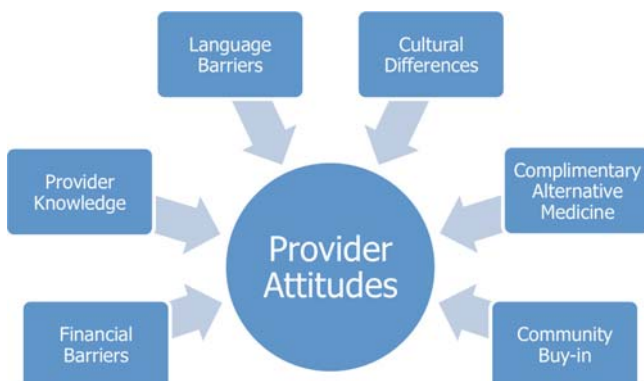 Language
Barriers
Cultural
Differences
Provider
Knowledge
Complimentary
Alternative
Medicine
Provider
Attitudes
Financial
Barriers
Community
Buy-in